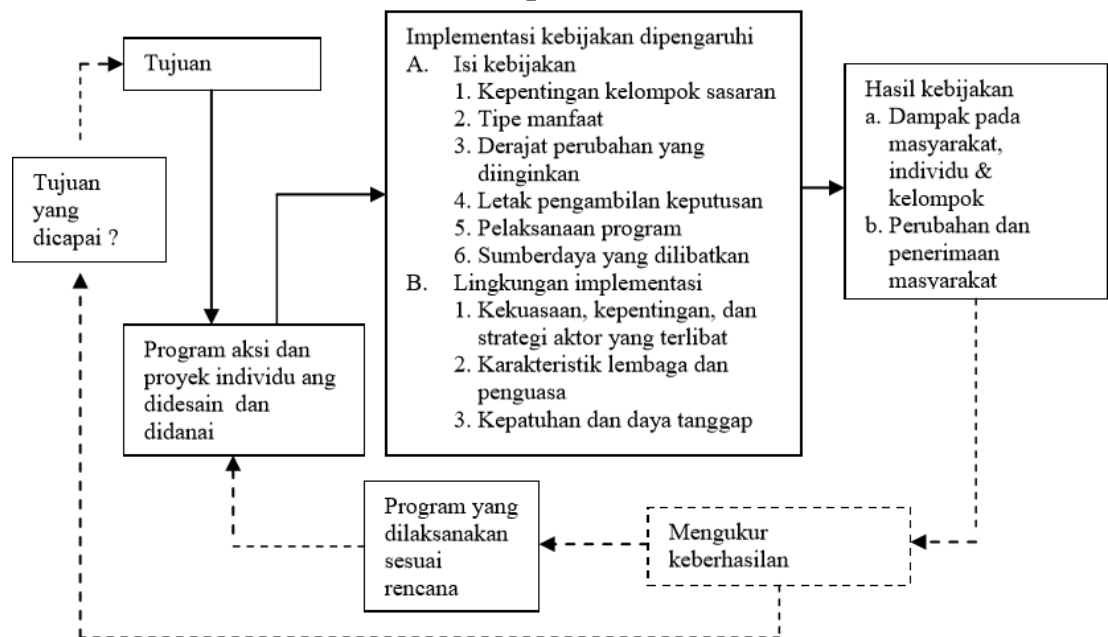 Tujuan
Tujuan
yang
dicapai ?
Program aksi dan
proyek individu ang
didesain dan
didanai
Implementasi kebijakan dipengaruhi
A. Isi kebijakan
1. Kepentingan kelompok sasaran
2. Tipe manfaat
3. Derajat perubahan yang
diinginkan
4. Letak pengambilan keputusan
5. Pelaksanaan program
6. Sumberdaya yang dilibatkan
B. Lingkungan implementasi
1. Kekuasaan, kepentingan, dan
strategi aktor yang terlibat
2. Karakteristik lembaga dan
penguasa
3. Kepatuhan dan daya tanggap
Hasil kebijakan
a. Dampak pada
masyarakat,
individu &
kelompok
b. Perubahan dan
penerimaan
masyarakat
Program yang
dilaksanakan
sesuai
rencana
Mengukur
keberhasilan